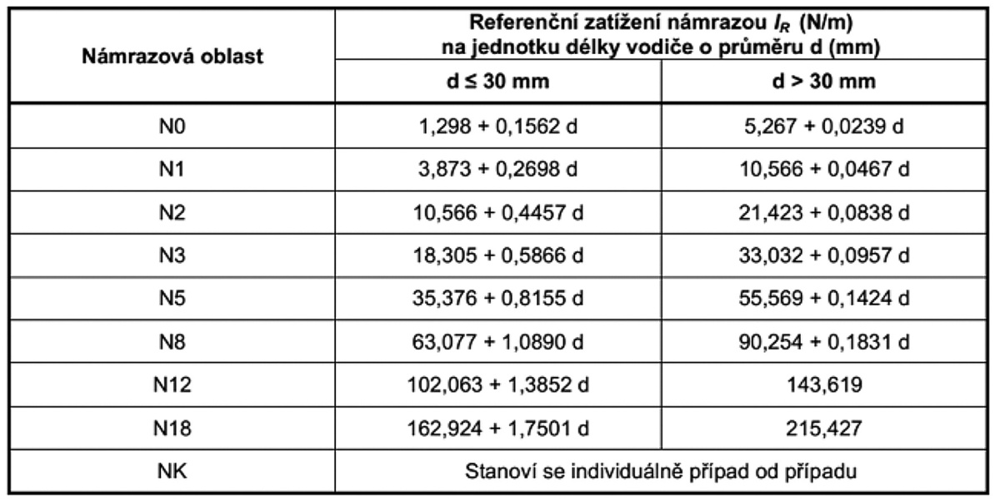 Námrazová oblast
Referenční zatížení námrazou I_R (N/m)
na jednotku délky vodiče o průměru d (mm)
d ≤ 30 mm
d > 30 mm
N0
1,298 + 0,1562 d
5,267 + 0,0239 d
N1
3,873 + 0,2698 d
10,566 + 0,0467 d
N2
10,566 + 0,4457 d
21,423 + 0,0838 d
N3
18,305 + 0,5866 d
33,032 + 0,0957 d
N5
35,376 + 0,8155 d
55,569 + 0,1424 d
N8
63,077 + 1,0890 d
90,254 + 0,1831 d
N12
102,063 + 1,3852 d
143,619
N18
162,924 + 1,7501 d
215,427
NK
Stanoví se individuálně případ od případu